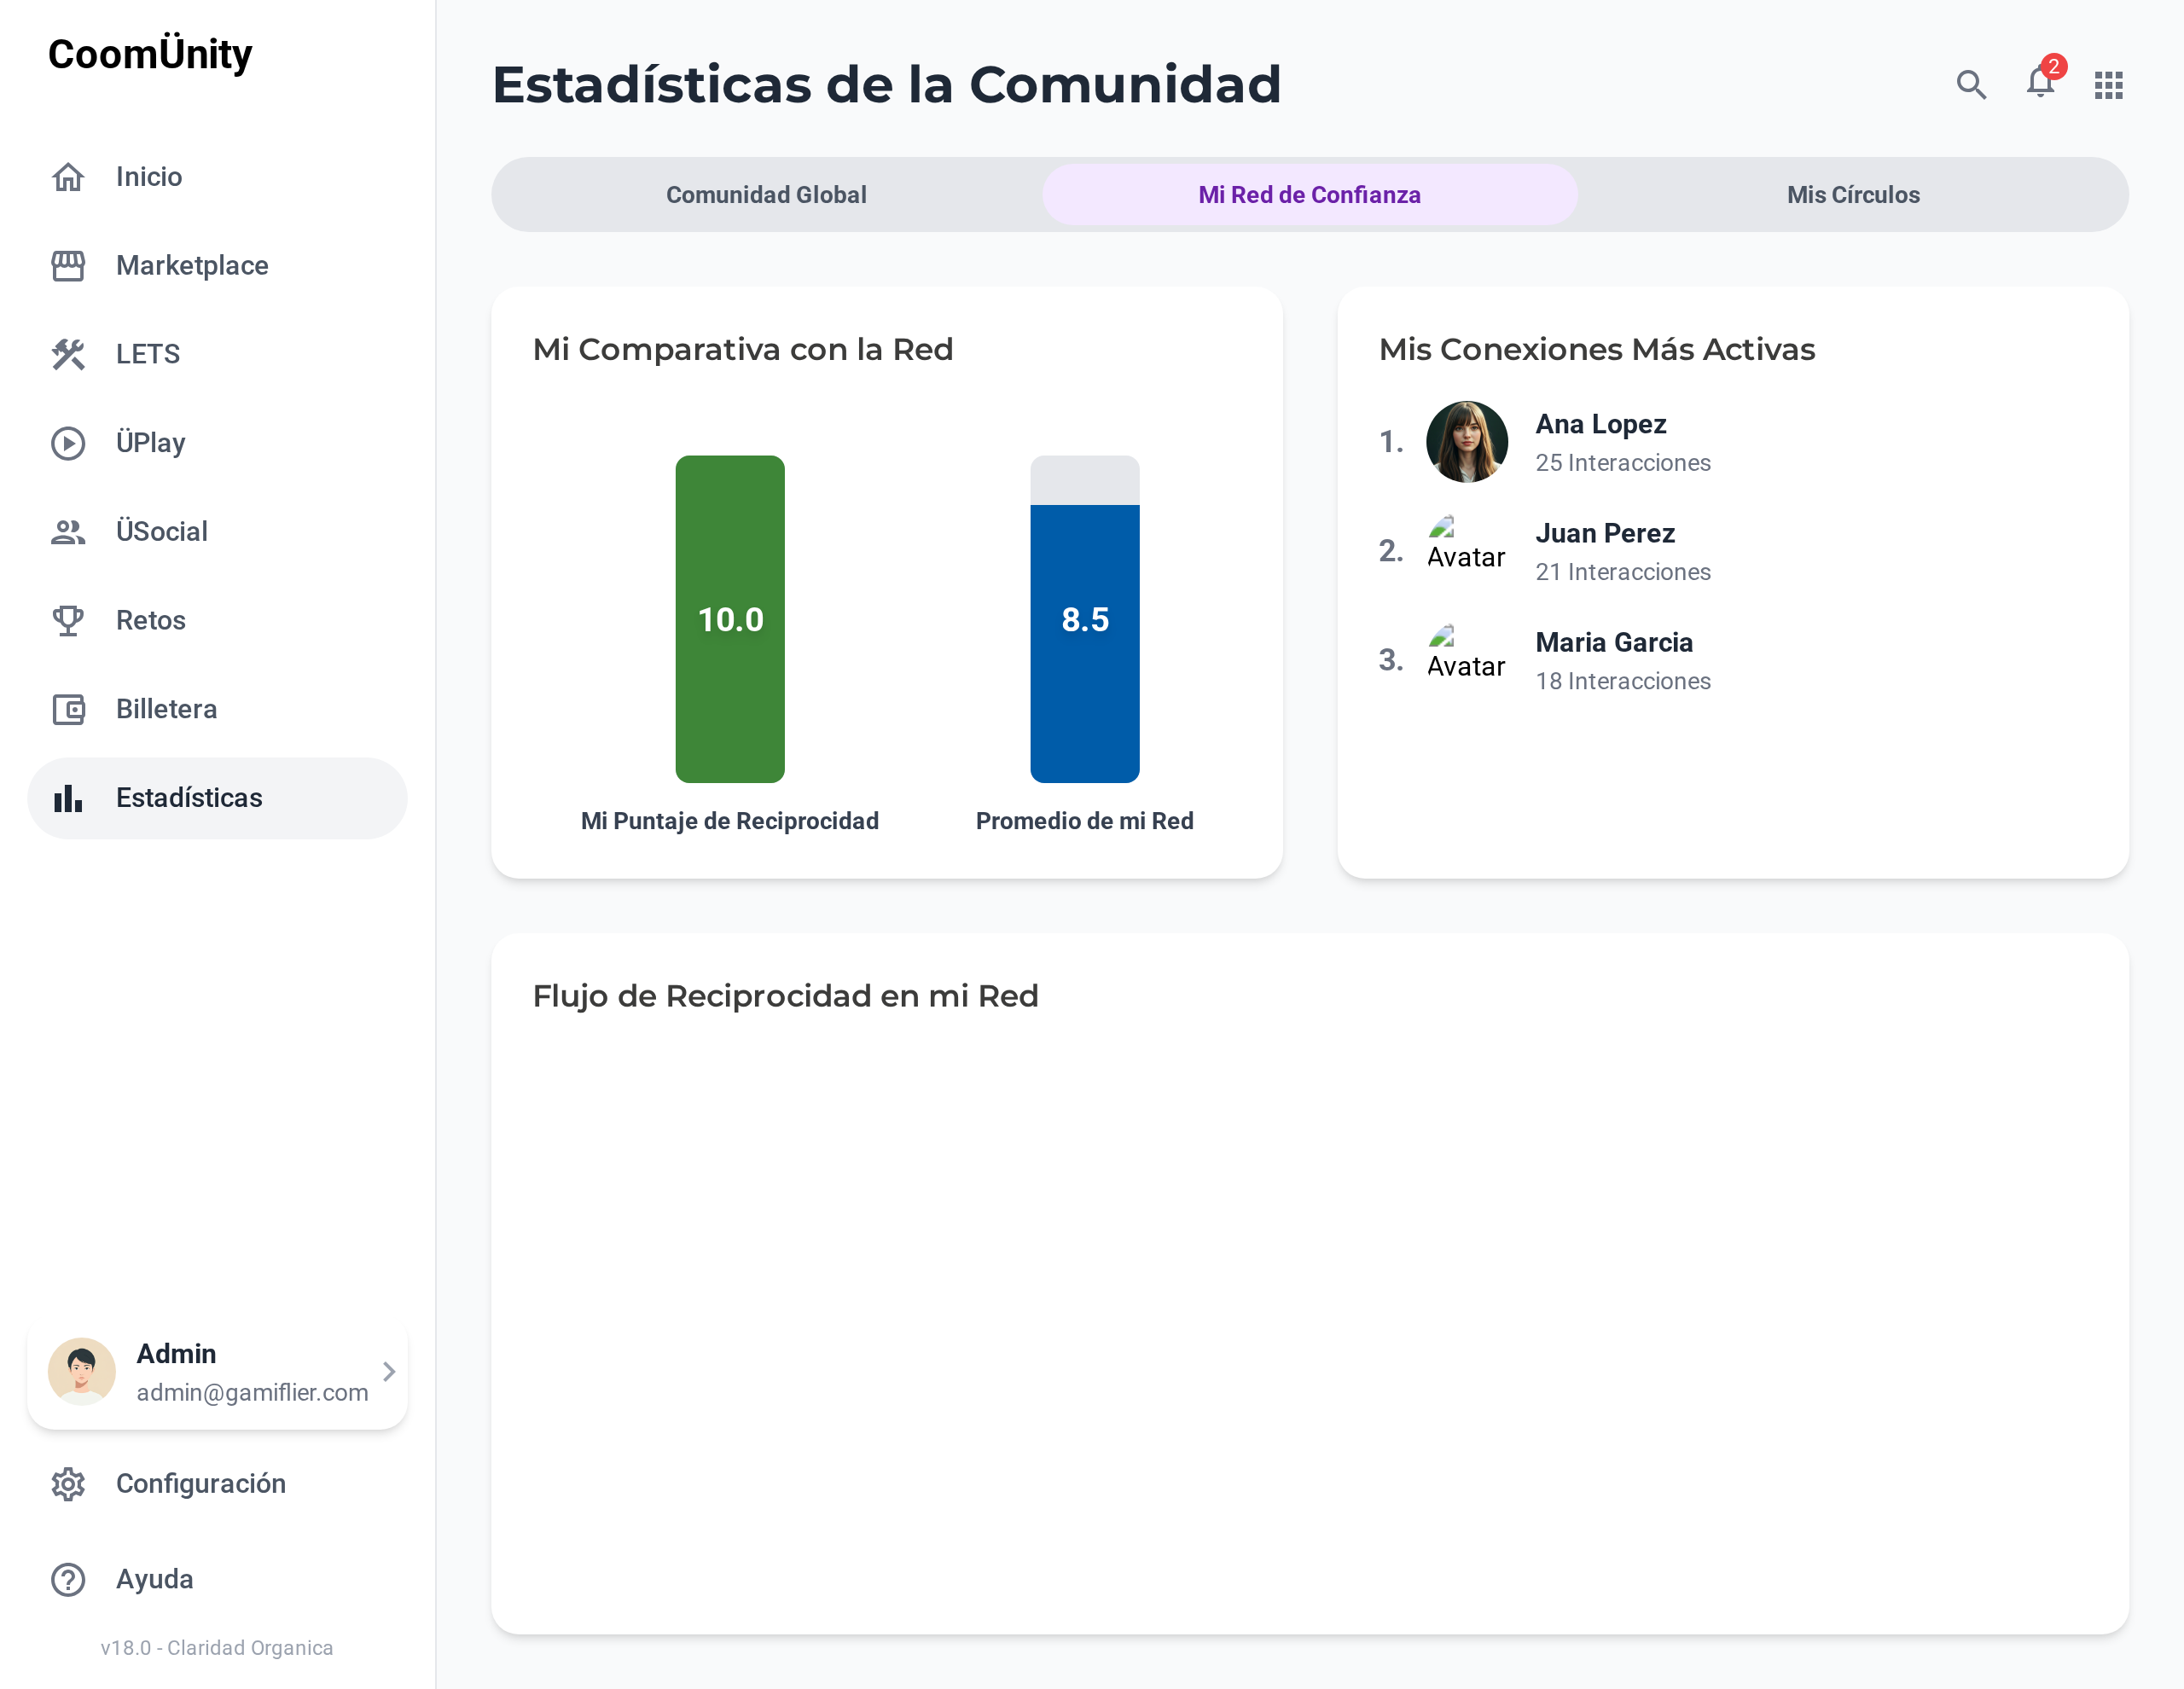 CoomÜnity
Inicio
Marketplace
LETS
ÜPlay
ÜSocial
Retos
Billetera
Estadísticas
Admin
admin@gamiflier.com
Configuración
Ayuda
v18.0 - Claridad Organica
Estadísticas de la Comunidad
2
Comunidad Global
Mi Red de Confianza
Mis Círculos
Mi Comparativa con la Red
10.0
8.5
Mi Puntaje de Reciprocidad
Promedio de mi Red
Mis Conexiones Más Activas
1.
Ana Lopez
25 Interacciones
2.
Avatar
Juan Perez
21 Interacciones
3.
Avatar
Maria Garcia
18 Interacciones
Flujo de Reciprocidad en mi Red